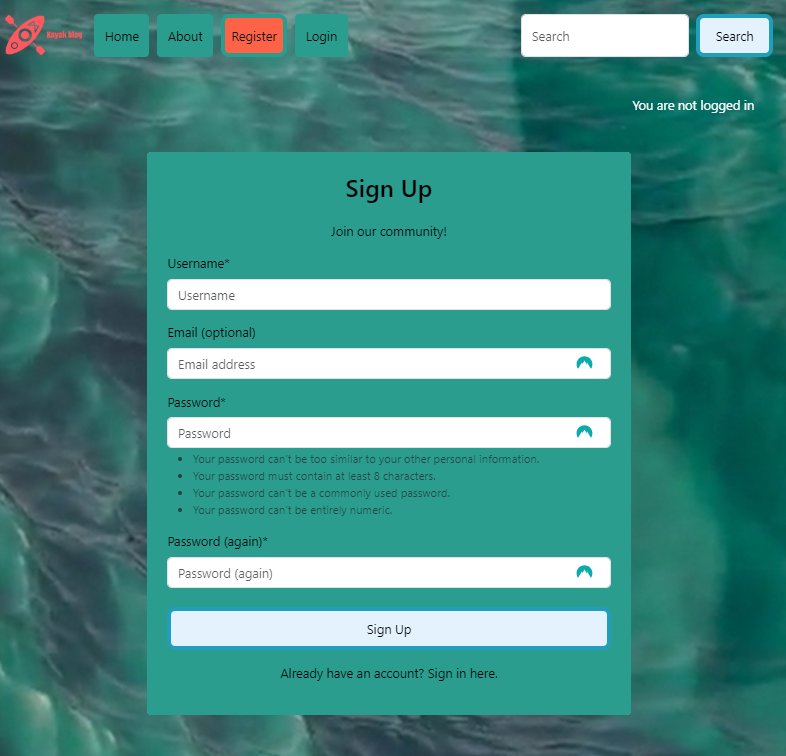 Kayak Blog
Home
About
Register
Login
Search
Search
You are not logged in
Sign Up
Join our community!
Username*
Username
Email (optional)
Email address
Password*
Password
Your password can't be too similar to your other personal information.
Your password must contain at least 8 characters.
Your password can't be a commonly used password.
Your password can't be entirely numeric.
Password (again)*
Password (again)
Sign Up
Already have an account? Sign in here.